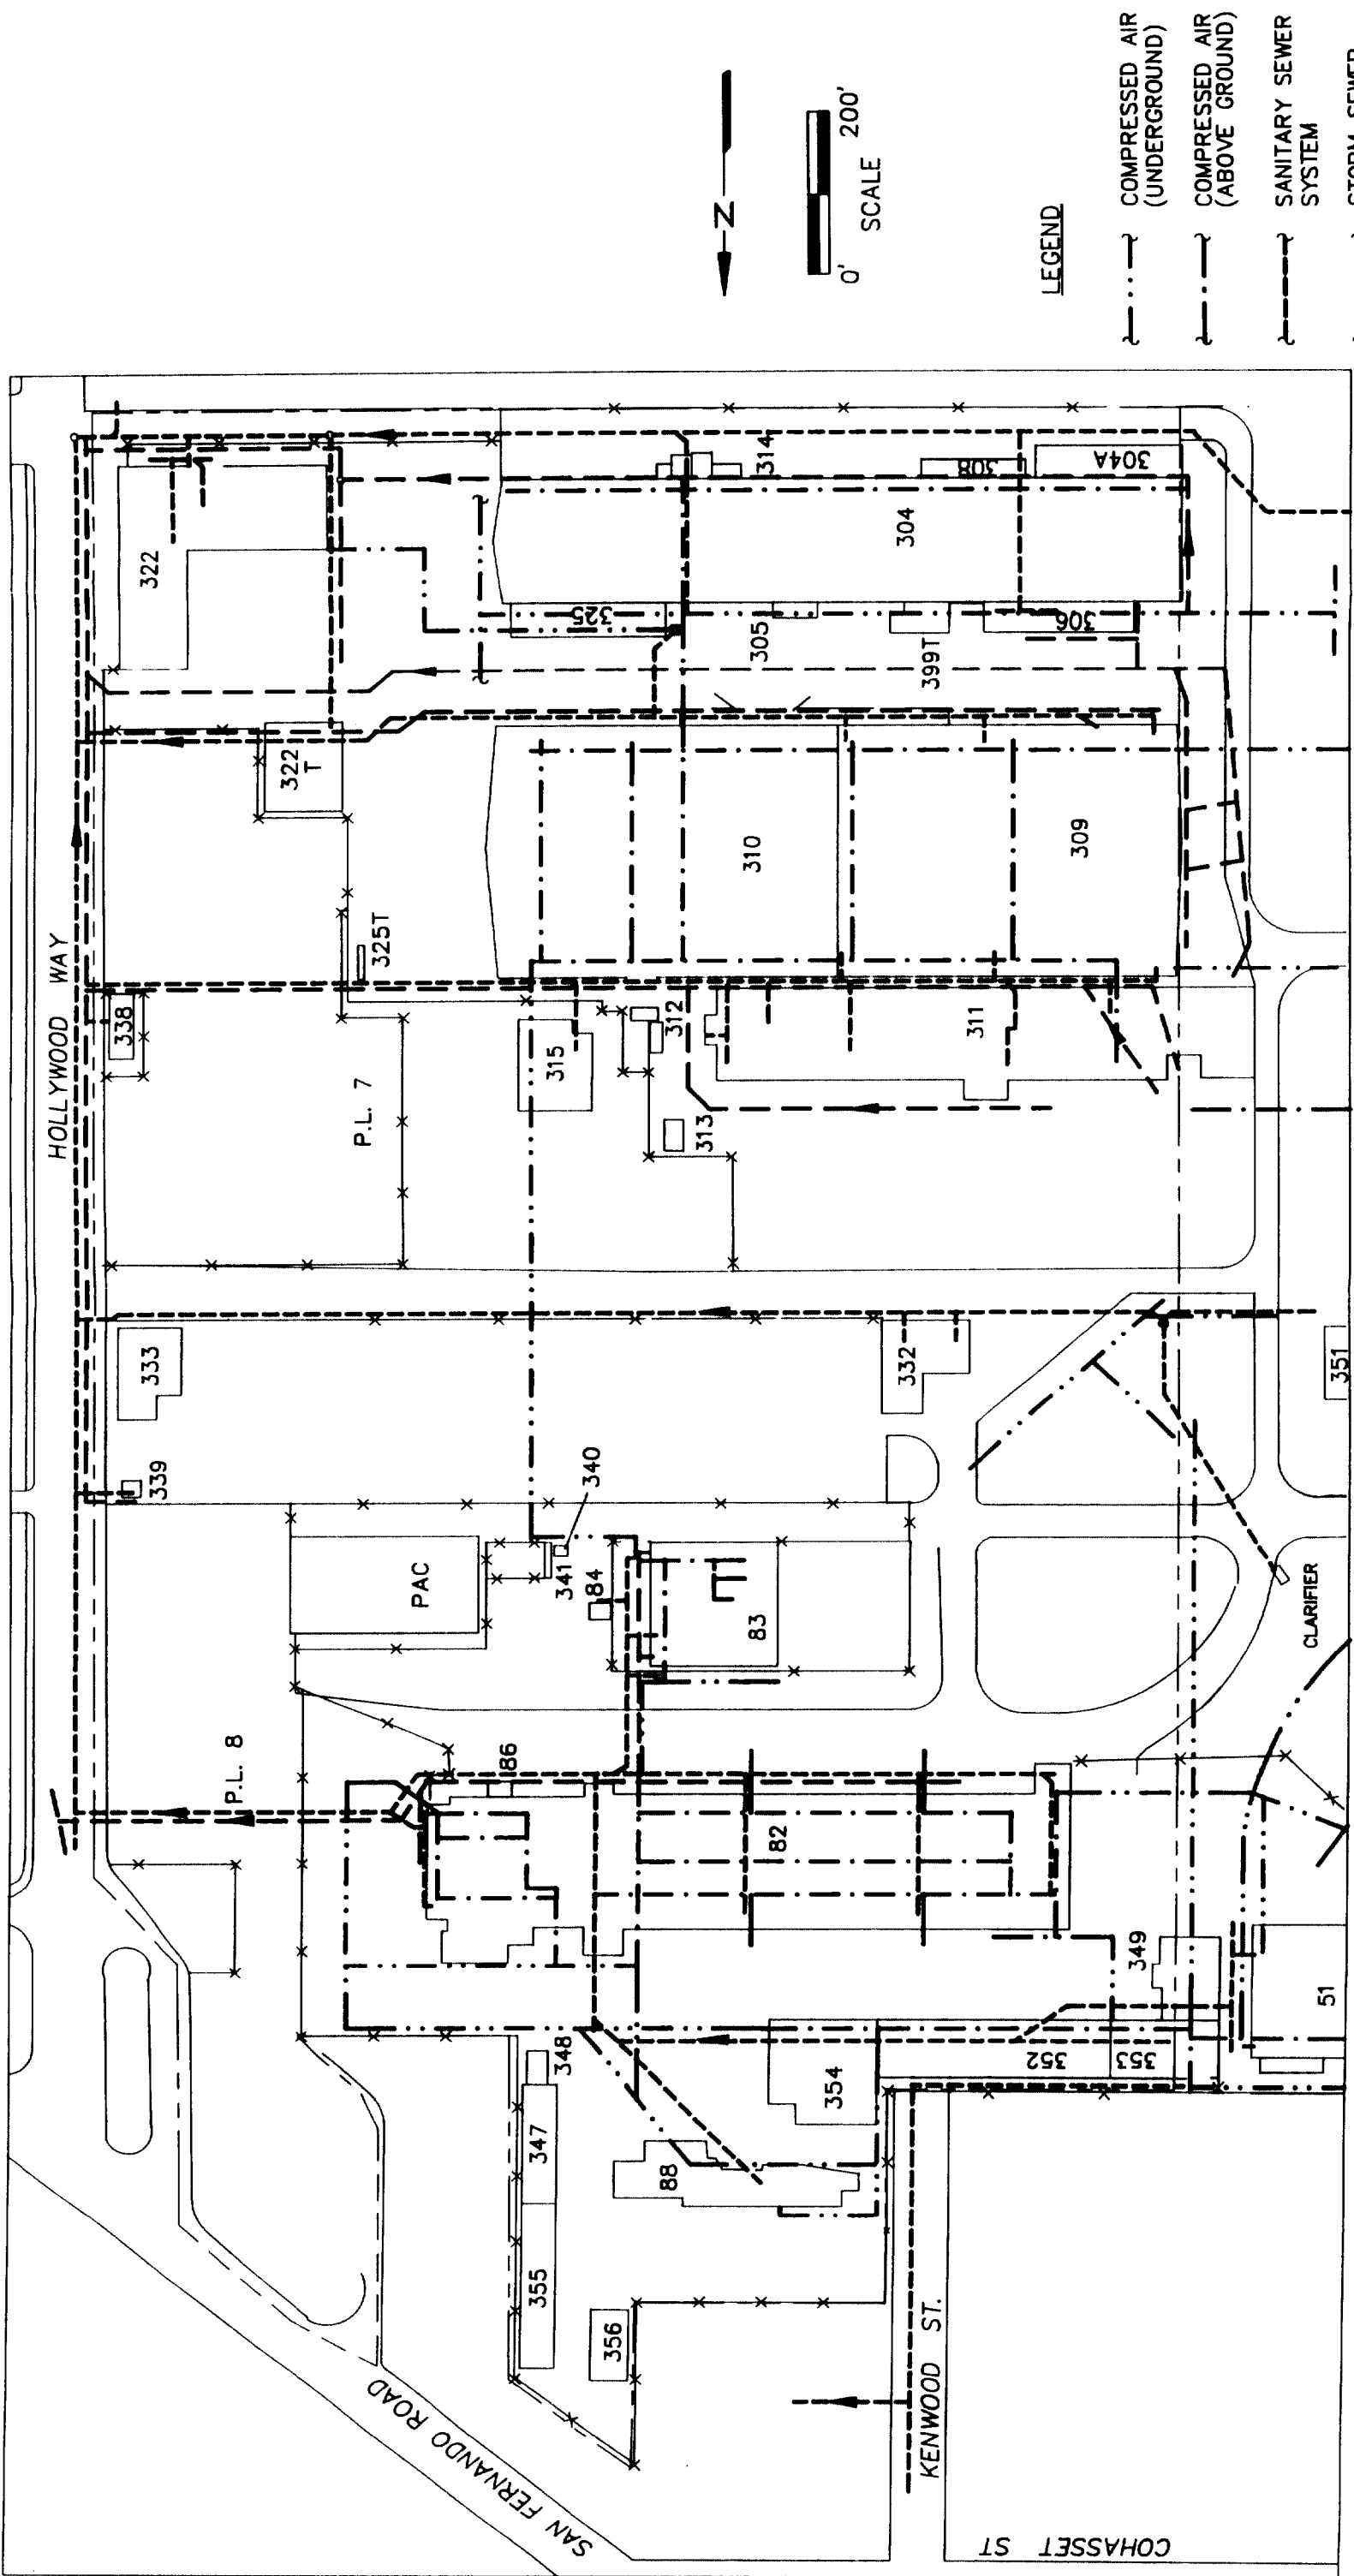 HOLLYWOOD WAY
322
322
T
325T
338
P.L. 7
333
339
P.L. 8
PAC
341
340
84
83
86
82
315
312
313
311
310
309
325
305
399T
306
304
314
308
304A
332
351
CLARIFIER
349
51
352
353
354
348
347
88
355
356
SAN FERNANDO ROAD
KENWOOD ST.
COHASSET ST
N
0' 200'
SCALE
LEGEND
COMPRESSED AIR
(UNDERGROUND)
COMPRESSED AIR
(ABOVE GROUND)
SANITARY SEWER
SYSTEM
STORM SEWER